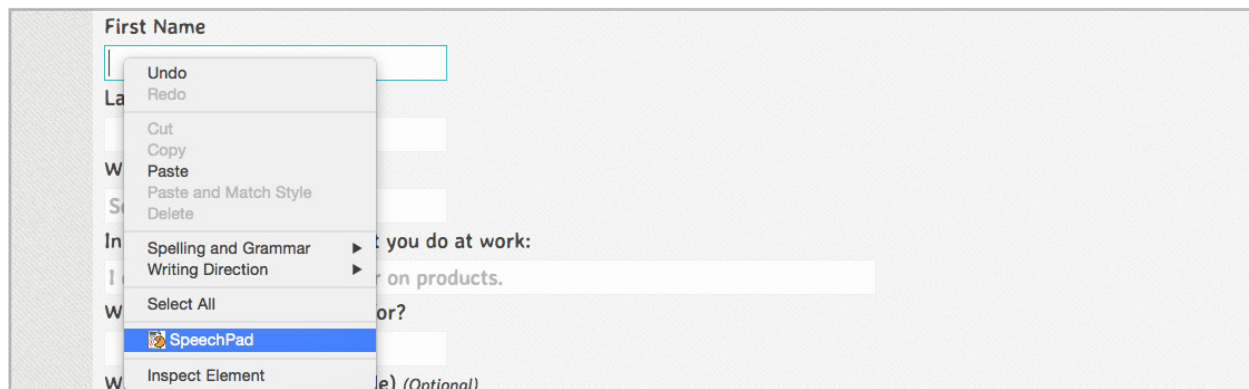 First Name
Undo
Redo
La
Cut
Copy
W
Paste
Paste and Match Style
Delete
In
Spelling and Grammar
you do at work:
Writing Direction
I
on products.
Select All
W
or?
SpeechPad
Inspect Element
W
(Optional)